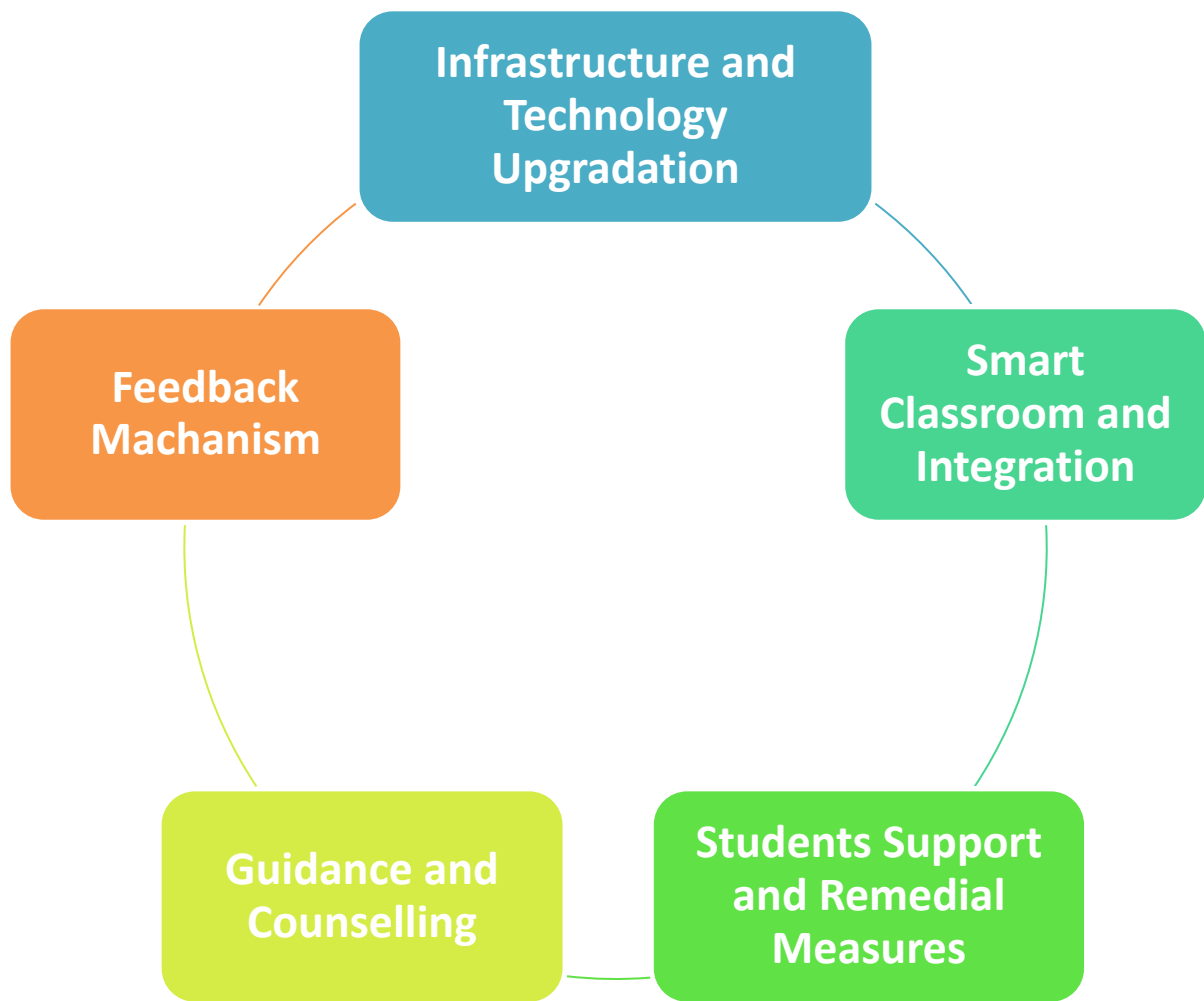 Infrastructure and
Technology
Upgradation
Smart
Classroom and
Integration
Students Support
and Remedial
Measures
Guidance and
Counselling
Feedback
Machanism